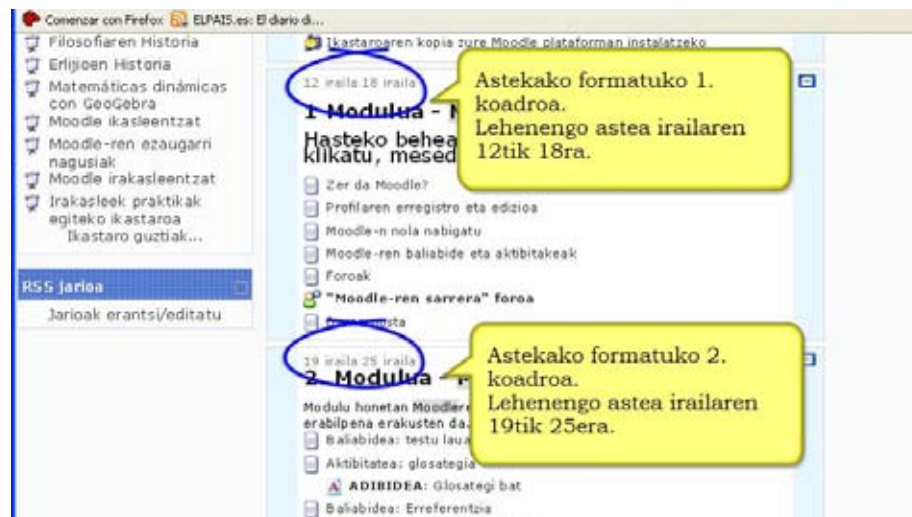 Comenzar con Firefox ELPAIS.es: El diario di...
Filosofiaren Historia
Erlijioen Historia
Matemáticas dinámicas
con GeoGebra
Moodle ikasleentzat
Moodle-ren ezaugarri
nagusiak
Moodle irakasleentzat
Irakasleek praktikak
egiteko ikastaroa
Ikastaro guztiak...
RSS jarioa
Jarioak erantsi/editatu
Ikastaroaren kopia zure Moodle plataforman instalatzeko
12 iraila 18 iraila
1 Modulua -
Hasteko behea
klikatu, mesed
Zer da Moodle?
Profilaren erregistro eta edizioa
Moodle-n nola nabigatu
Moodle-ren baliabide eta aktibitakeak
Foroak
"Moodle-ren sarrera" foroa
Astekako formatuko 1.
koadroa.
Lehenengo astea irailaren
12tik 18ra.
19 iraila 25 iraila
2. Modulua -
Modulu honetan Moodlere
erabilpena erakusten da.
Baliabidea: testu laua
Aktibitatea: glosategia
ADIBIDEA: Glosategi bat
Baliabidea: Erreferentzia
Astekako formatuko 2.
koadroa.
Lehenengo astea irailaren
19tik 25era.